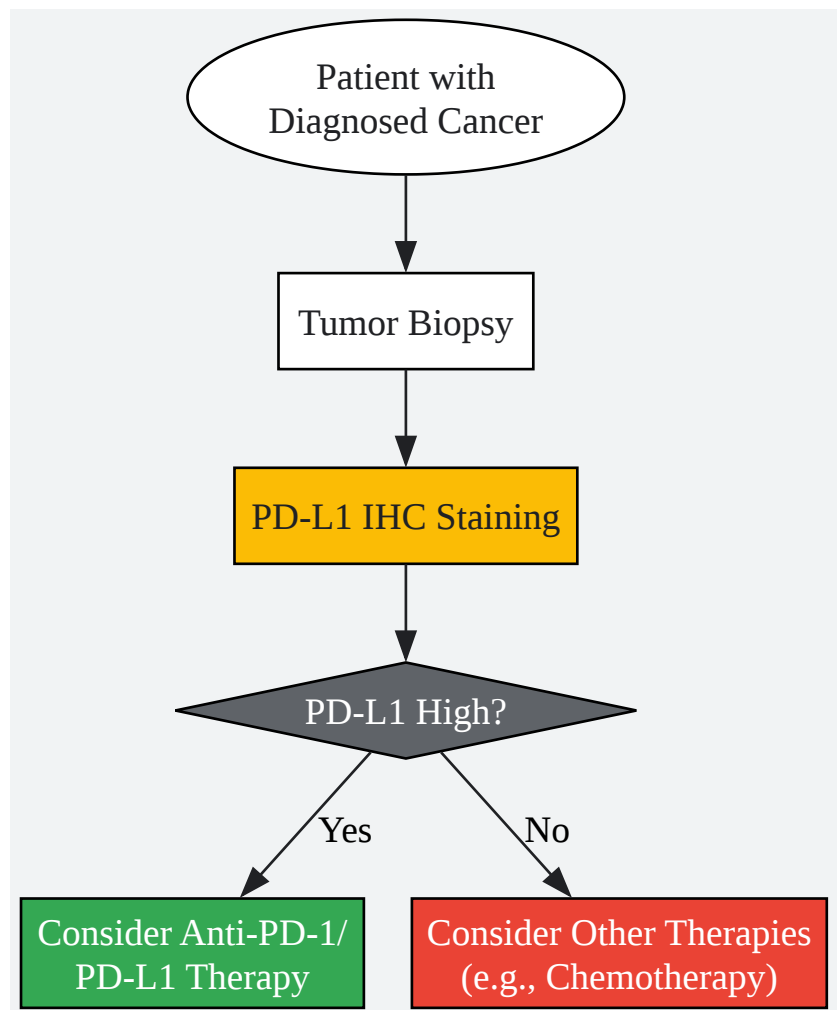 Patient with
Diagnosed Cancer
Tumor Biopsy
PD-L1 IHC Staining
PD-L1 High?
Yes
No
Consider Anti-PD-1/
PD-L1 Therapy
Consider Other Therapies
(e.g., Chemotherapy)